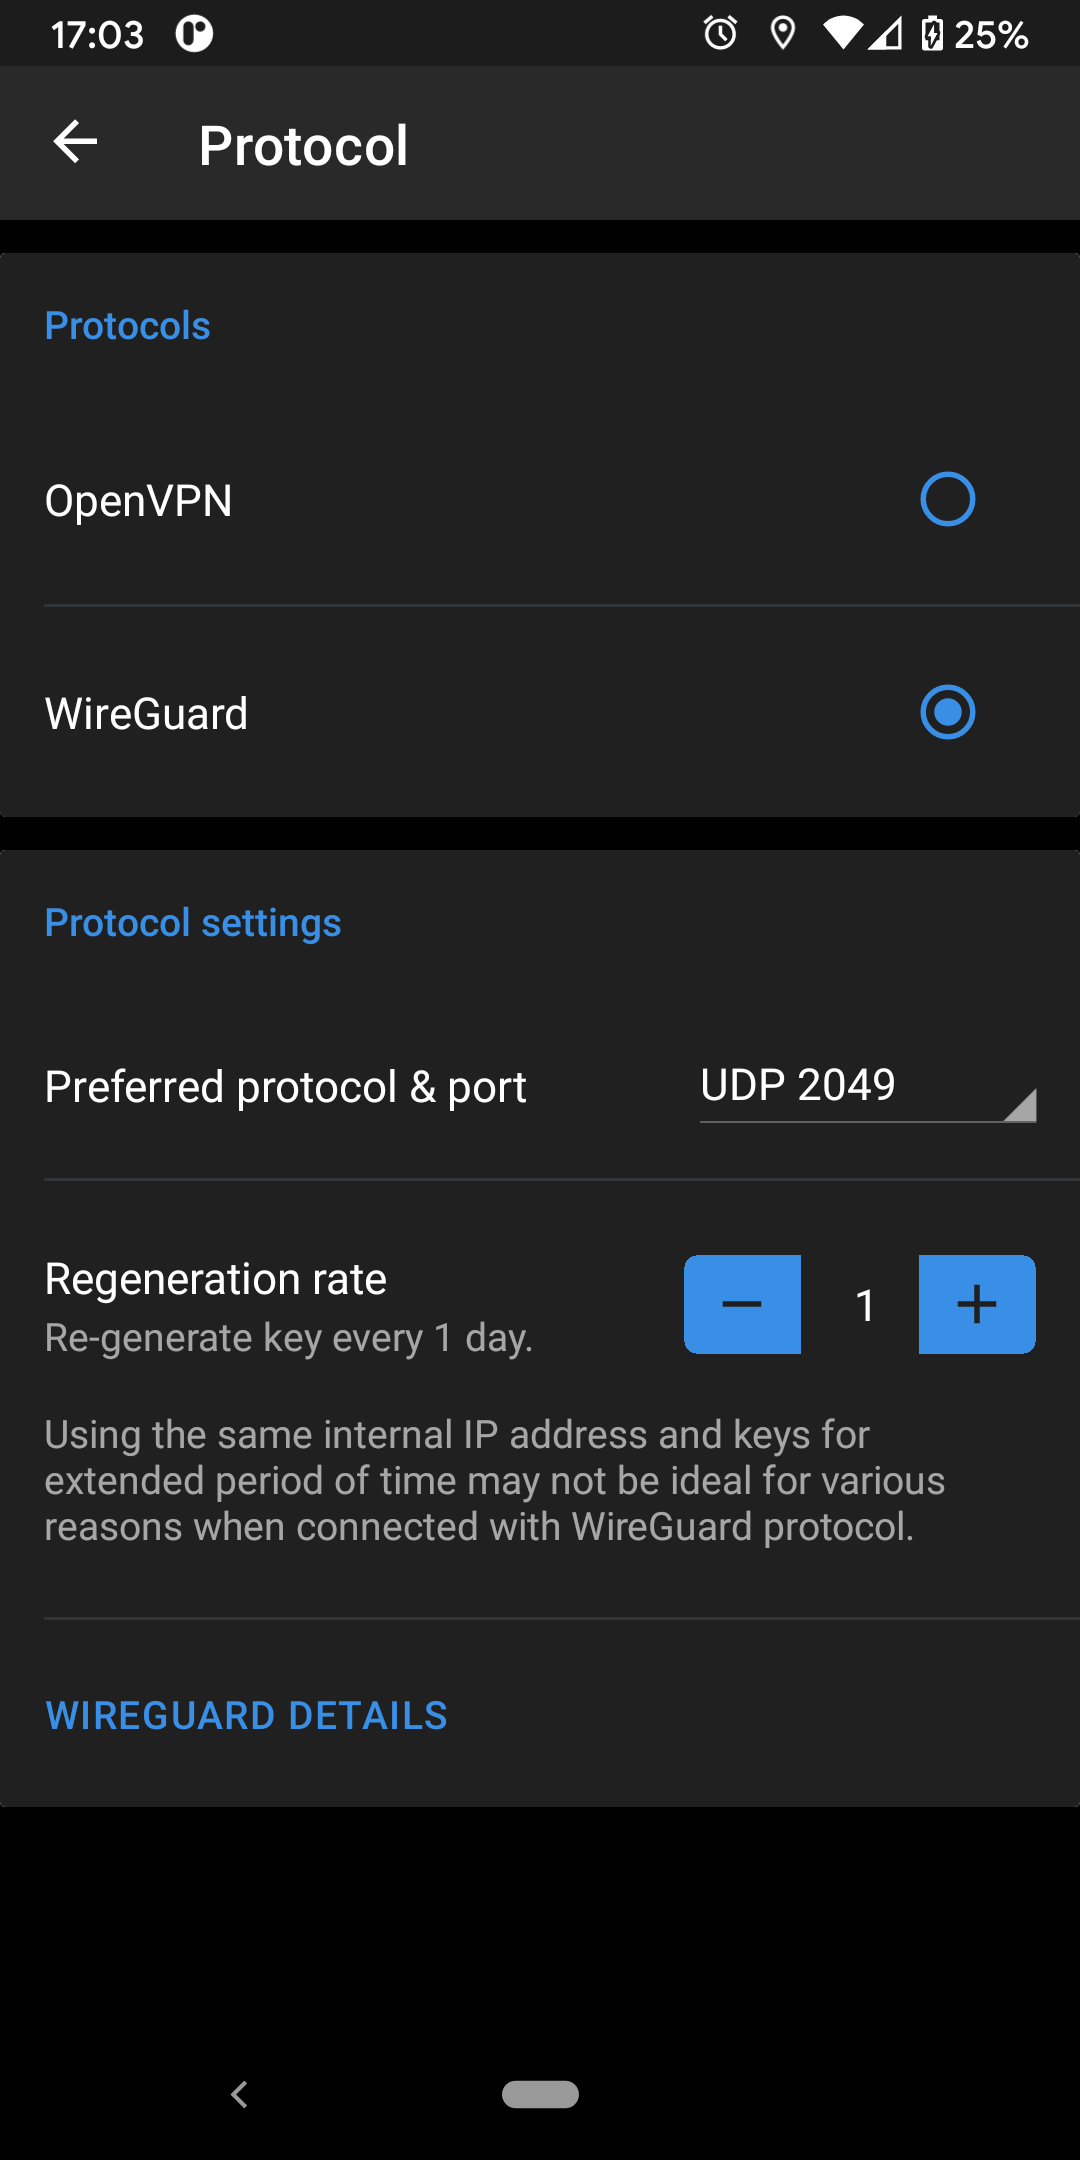 17:03 25%
Protocol
Protocols
OpenVPN
WireGuard
Protocol settings
Preferred protocol & port UDP 2049
Regeneration rate
Re-generate key every 1 day.
1
Using the same internal IP address and keys for
extended period of time may not be ideal for various
reasons when connected with WireGuard protocol.
WIREGUARD DETAILS